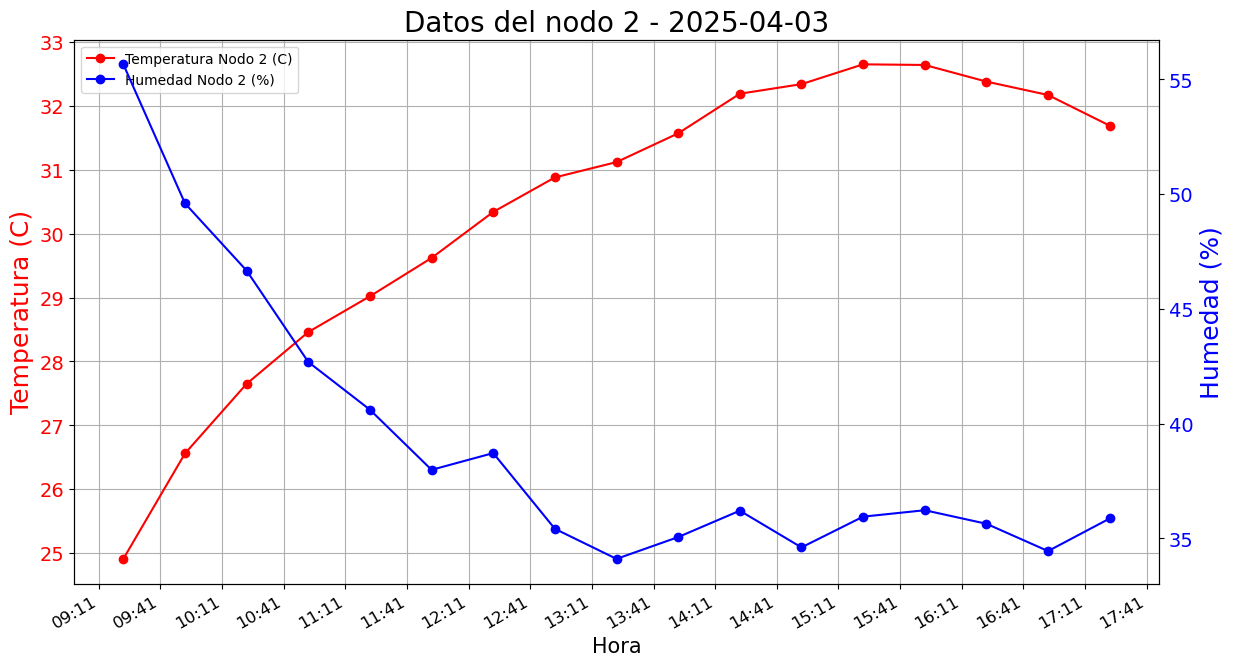 Datos del nodo 2 - 2025-04-03
Temperatura Nodo 2 (C)
Humedad Nodo 2 (%)
Temperatura (C)
33
32
31
30
29
28
27
26
25
55
50
45
40
35
Humedad (%)
09:11 09:41 10:11 10:41 11:11 11:41 12:11 12:41 13:11 13:41 14:11 14:41 15:11 15:41 16:11 16:41 17:11 17:41
Hora